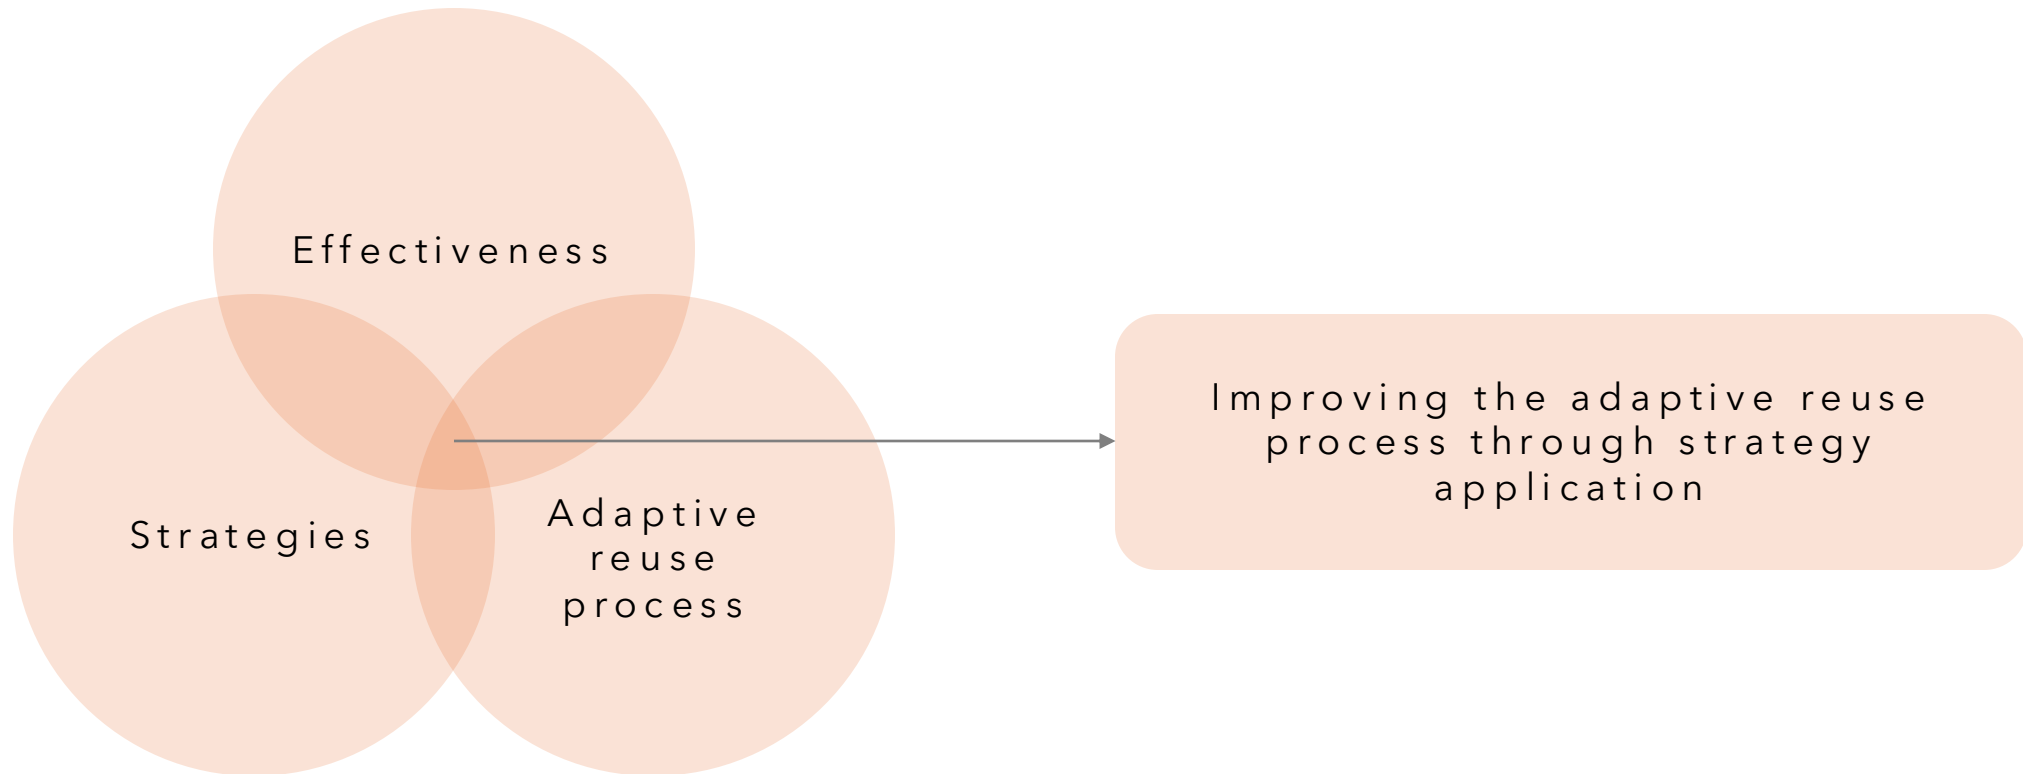 Effectiveness
Strategies
Adaptive
reuse
process
Improving the adaptive reuse
process through strategy
application